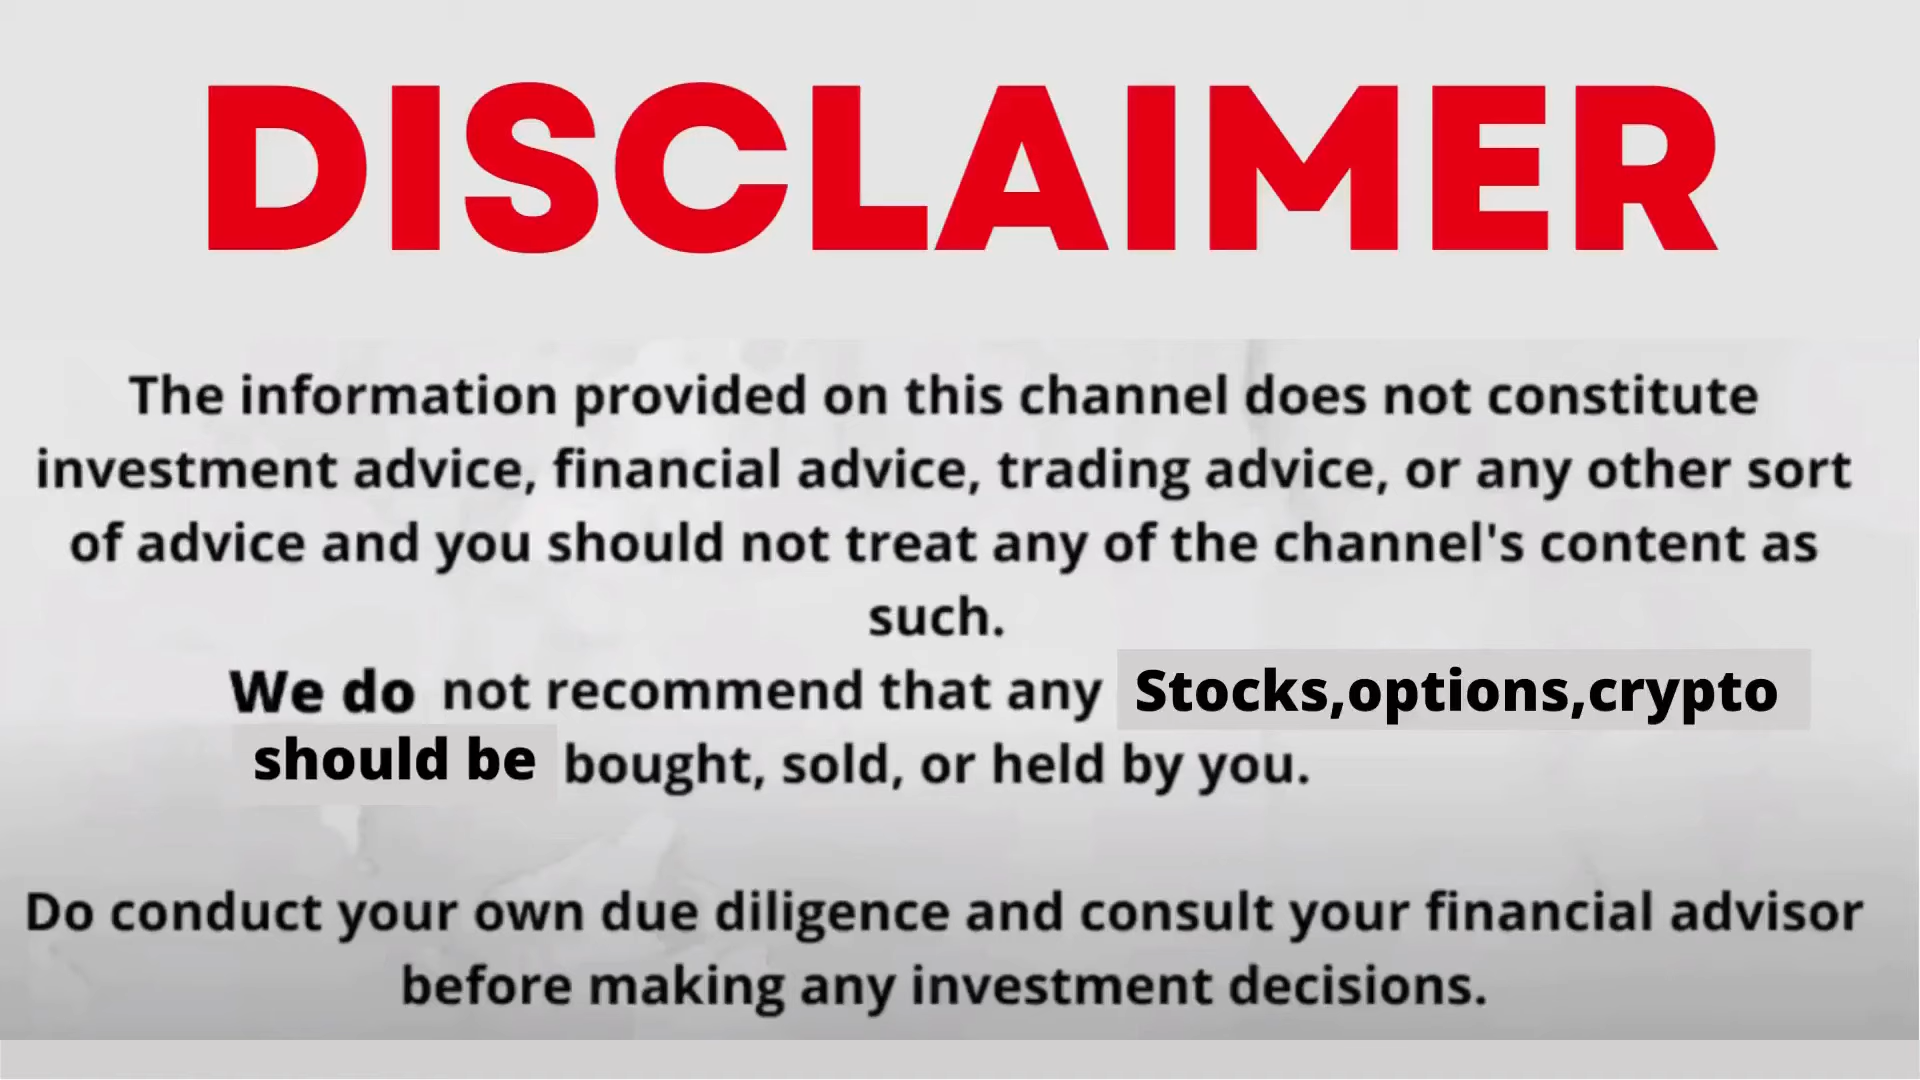 DISCLAIMER
The information provided on this channel does not constitute
investment advice, financial advice, trading advice, or any other sort
of advice and you should not treat any of the channel's content as
such.
We do not recommend that any Stocks,options,crypto
should be bought, sold, or held by you.
Do conduct your own due diligence and consult your financial advisor
before making any investment decisions.